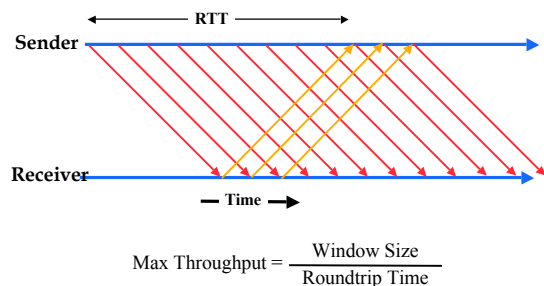 RTT
Sender
Receiver
Time
Max Throughput = Window Size
Roundtrip Time